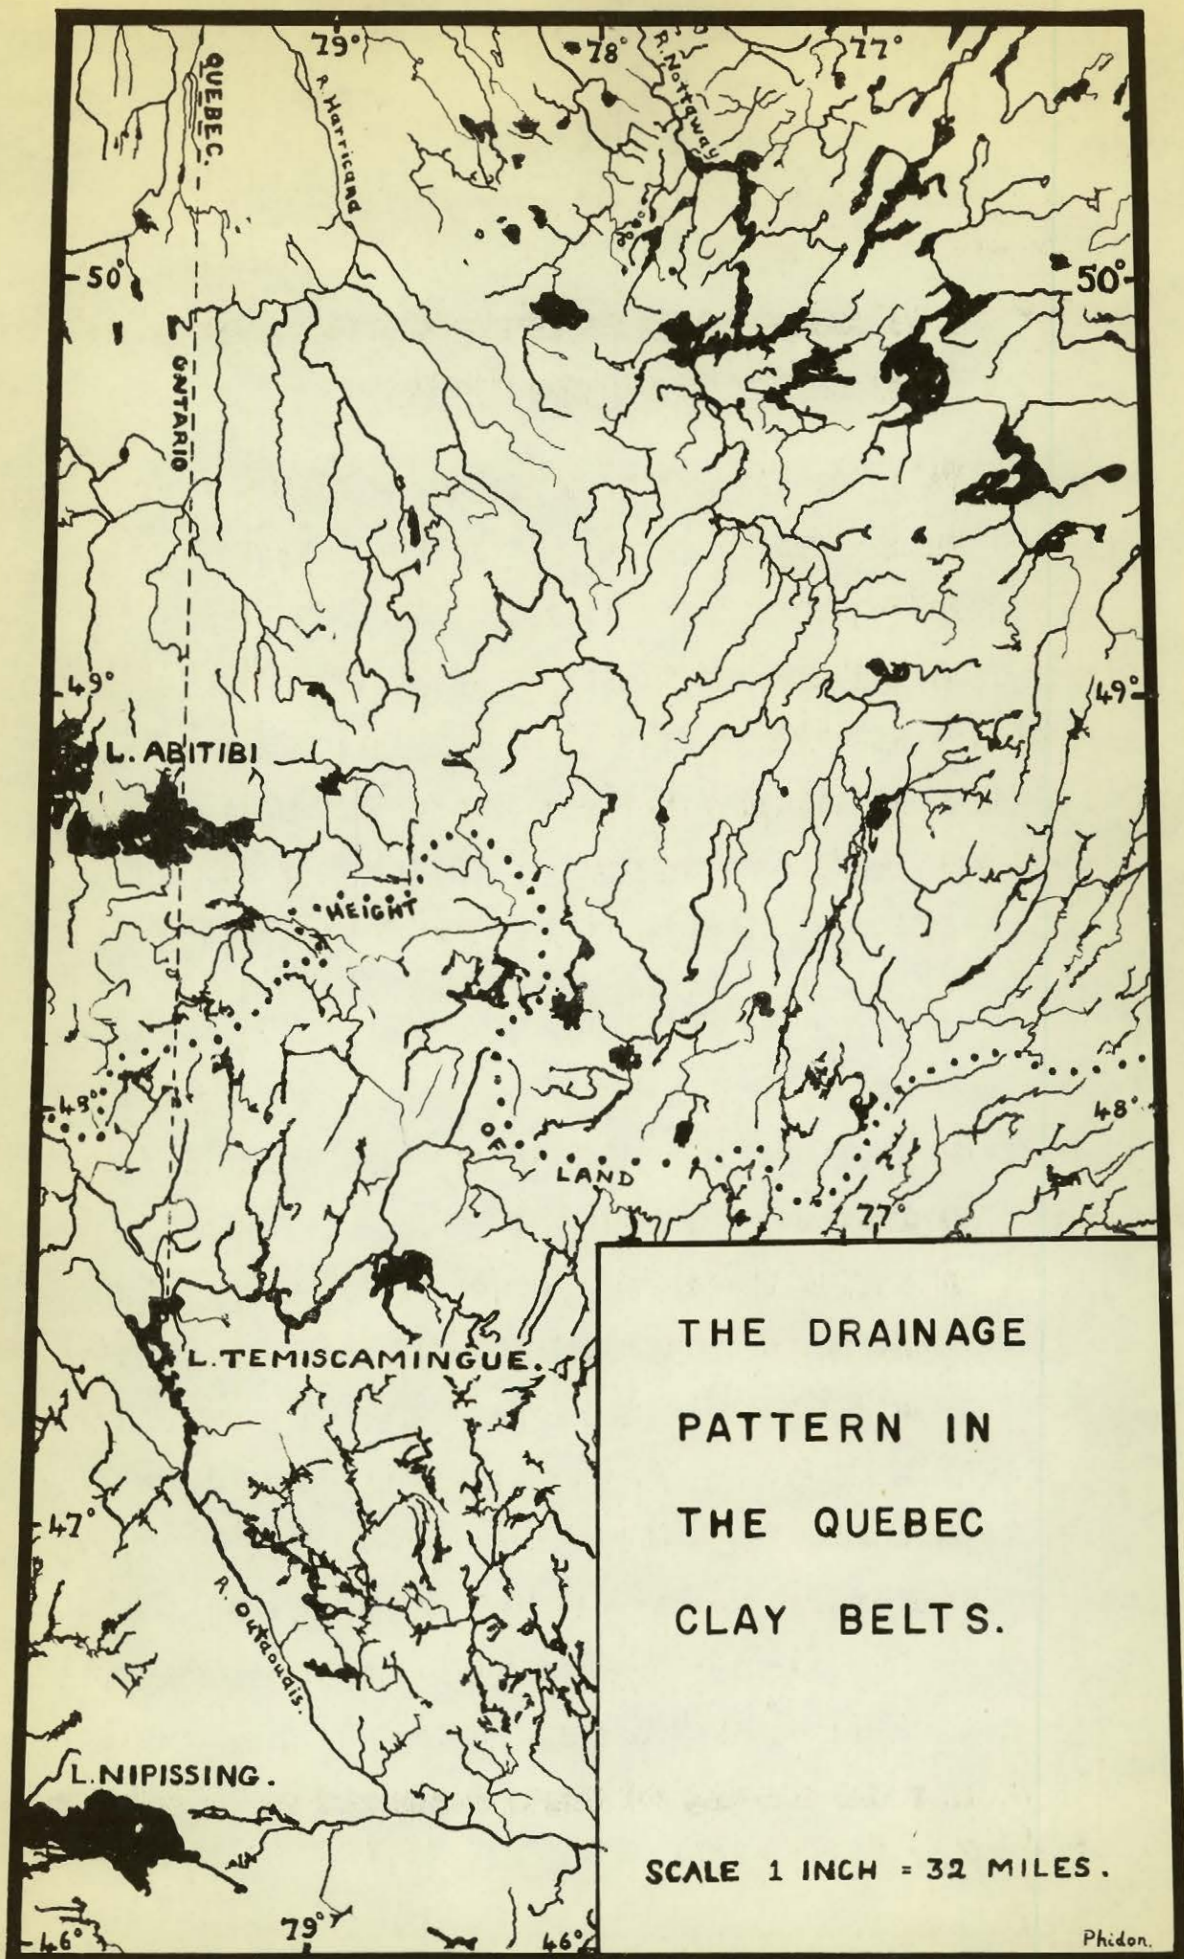 79° 78° 77°
QUEBEC.
R. Harricana
R. Nottaway
50° 50°
ONTARIO
49° 49°
L. ABITIBI
HEIGHT
OF
LAND
48° 48°
77°
L. TEMISCAMINGUE.
47°
R. Outaouais.
L. NIPISSING.
79°
46° 46°
THE DRAINAGE
PATTERN IN
THE QUEBEC
CLAY BELTS.
SCALE 1 INCH = 32 MILES.
Phidon.